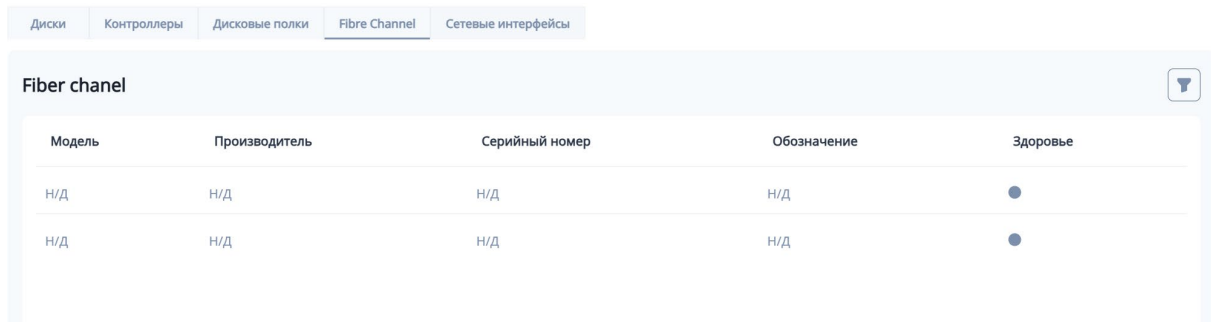 Диски Контроллеры Дисковые полки Fibre Channel Сетевые интерфейсы
Fiber chanel
Модель Производитель Серийный номер Обозначение Здоровье
Н/Д Н/Д Н/Д Н/Д
Н/Д Н/Д Н/Д Н/Д